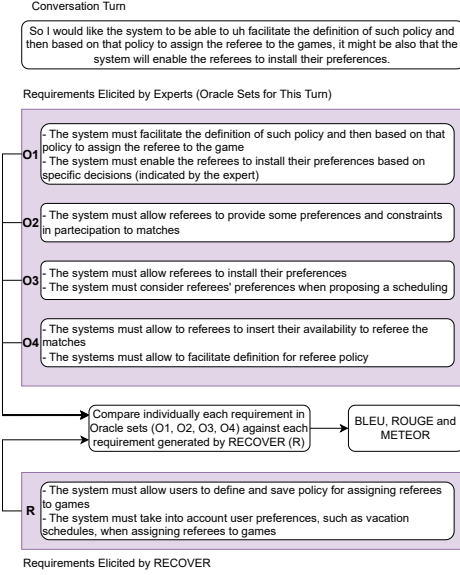 Conversation Turn
So I would like the system to be able to uh facilitate the definition of such policy and
then based on that policy to assign the referee to the games, it might be also that the
system will enable the referees to install their preferences.
Requirements Elicited by Experts (Oracle Sets for This Turn)
O1
- The system must facilitate the definition of such policy and then based on that
policy to assign the referee to the game
- The system must enable the referees to install their preferences based on
specific decisions (indicated by the expert)
O2
- The system must allow referees to provide some preferences and constraints
in partecipation to matches
O3
- The system must allow referees to install their preferences
- The system must consider referees' preferences when proposing a scheduling
O4
- The systems must allow to referees to insert their availability to referee the
matches
- The systems must allow to facilitate definition for referee policy
Compare individually each requirement in
Oracle sets (O1, O2, O3, O4) against each
requirement generated by RECOVER (R)
BLEU, ROUGE and
METEOR
R
- The system must allow users to define and save policy for assigning referees
to games
- The system must take into account user preferences, such as vacation
schedules, when assigning referees to games
Requirements Elicited by RECOVER